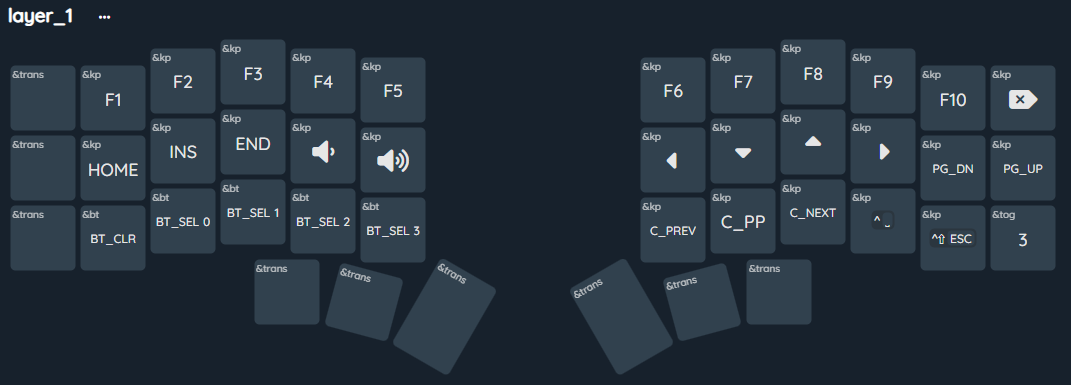 layer_1 ...
&trans &kp F1 &kp F2 &kp F3 &kp F4 &kp F5 &kp F6 &kp F7 &kp F8 &kp F9 &kp F10 &kp
&trans &kp HOME &kp INS &kp END &kp &kp &kp &kp &kp &kp &kp PG_DN &kp PG_UP
&trans &bt BT_CLR &bt BT_SEL 0 &bt BT_SEL 1 &bt BT_SEL 2 &bt BT_SEL 3 &kp C_PREV &kp C_PP &kp C_NEXT &kp ^ ⎵ &kp ^⇧ ESC &tog 3
&trans &trans &trans &trans &trans &trans